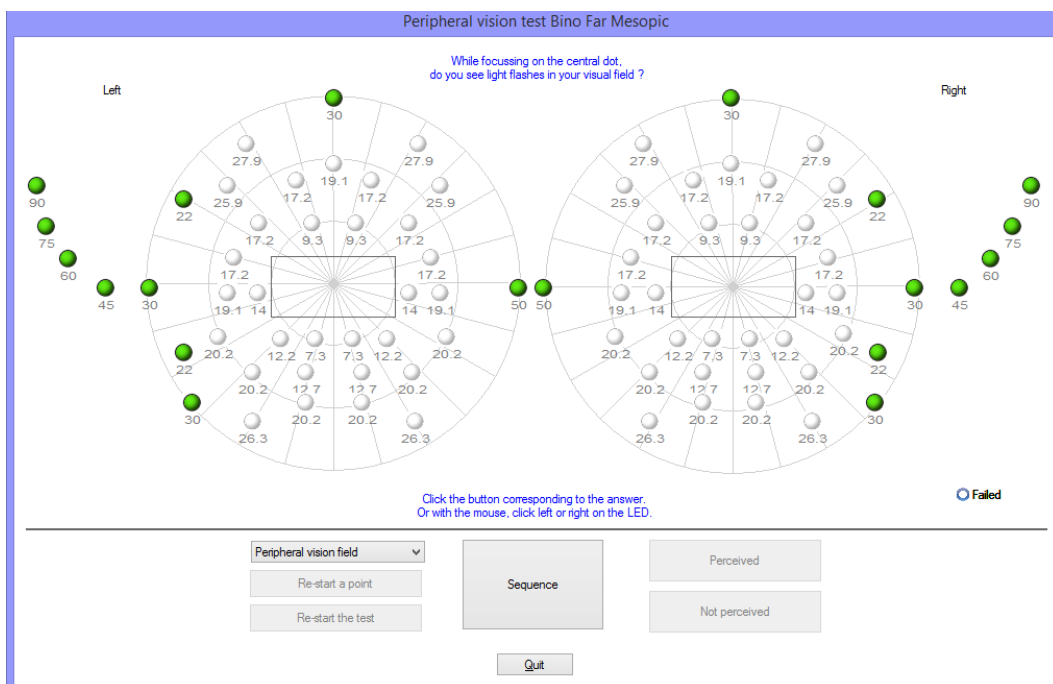 Peripheral vision test Bino Far Mesopic
While focussing on the central dot,
do you see light flashes in your visual field ?
Left
Right
30
30
27.9 27.9 27.9 27.9
19.1 19.1
90 17.2 17.2 17.2 17.2 90
22 25.9 25.9 25.9 25.9 22
75 17.2 9.3 9.3 17.2 17.2 9.3 9.3 17.2 75
60 17.2 17.2 17.2 17.2 60
45 30 19.1 14 14 19.1 50 50 19.1 14 14 19.1 30 45
20.2 12.2 7.3 7.3 12.2 20.2 20.2 12.2 7.3 7.3 12.2 20.2
22 22
20.2 12.7 12.7 20.2 20.2 12.7 12.7 20.2
30 20.2 20.2 20.2 20.2 30
26.3 26.3 26.3 26.3
Click the button corresponding to the answer.
Or with the mouse, click left or right on the LED.
Failed
Peripheral vision field
Re-start a point
Re-start the test
Sequence
Perceived
Not perceived
Quit